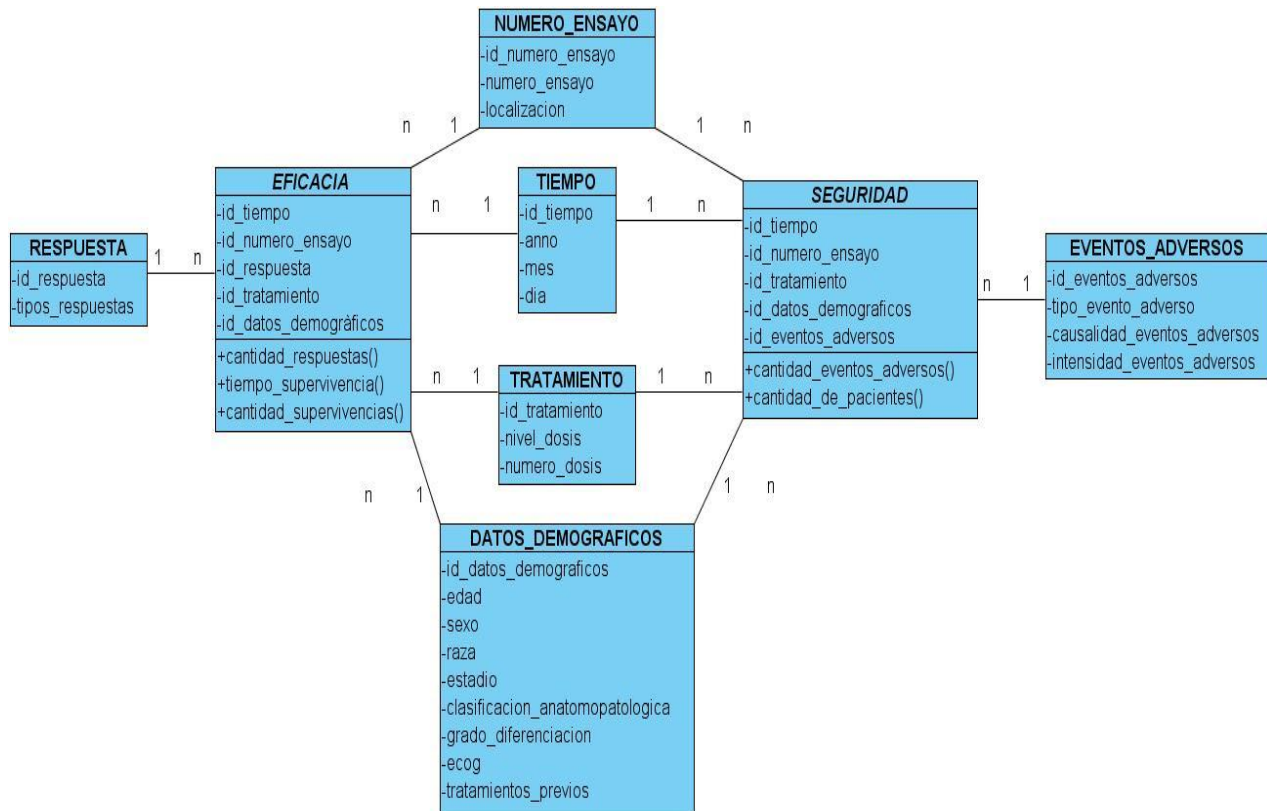 NUMERO_ENSAYO
-id_numero_ensayo
-numero_ensayo
-localizacion
n 1
1 n
EFICACIA
-id_tiempo
-id_numero_ensayo
-id_respuesta
-id_tratamiento
-id_datos_demogràficos
+cantidad_respuestas()
+tiempo_supervivencia()
+cantidad_supervivencias()
n 1
TIEMPO
-id_tiempo
-anno
-mes
-dia
1 n
SEGURIDAD
-id_tiempo
-id_numero_ensayo
-id_tratamiento
-id_datos_demograficos
-id_eventos_adversos
+cantidad_eventos_adversos()
+cantidad_de_pacientes()
RESPUESTA
-id_respuesta
-tipos_respuestas
1 n
n 1
EVENTOS_ADVERSOS
-id_eventos_adversos
-tipo_evento_adverso
-causalidad_eventos_adversos
-intensidad_eventos_adversos
n 1
TRATAMIENTO
-id_tratamiento
-nivel_dosis
-numero_dosis
1 n
n 1
1 n
DATOS_DEMOGRAFICOS
-id_datos_demograficos
-edad
-sexo
-raza
-estadio
-clasificacion_anatomopatologica
-grado_diferenciacion
-ecog
-tratamientos_previos